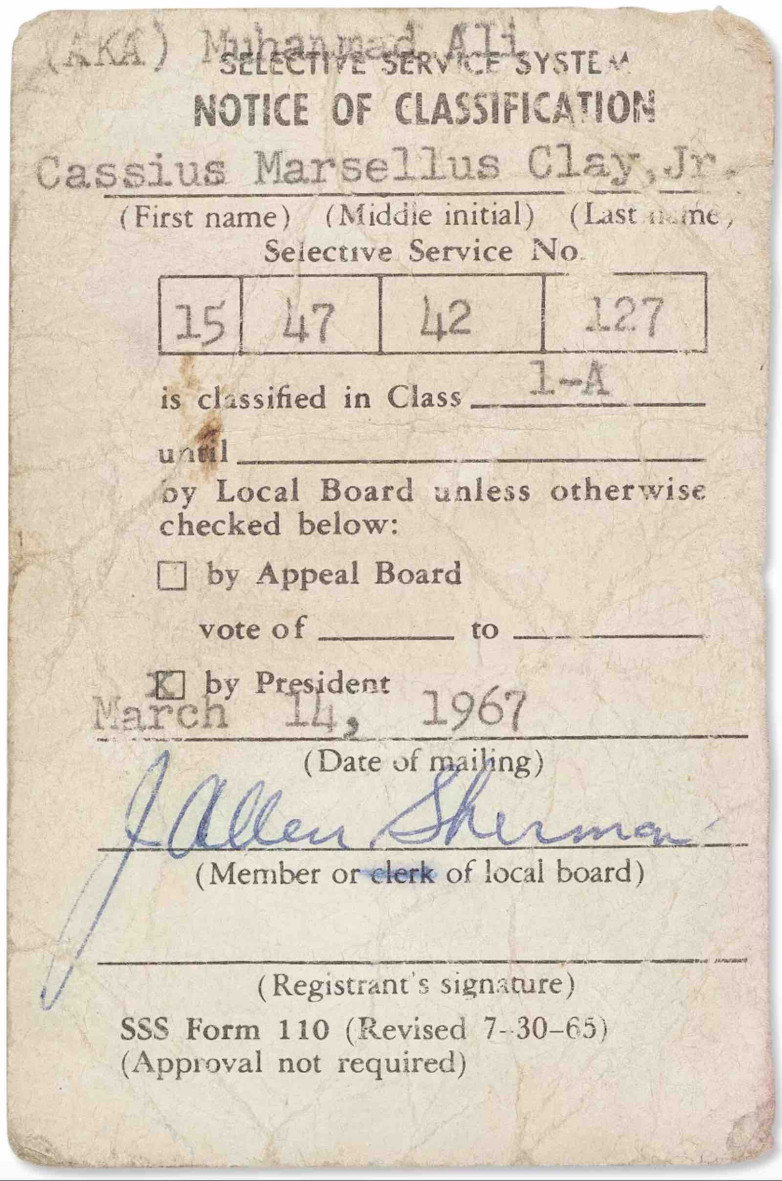 (AKA) Muhammad Ali
SELECTIVE SERVICE SYSTEM
NOTICE OF CLASSIFICATION
Cassius Marsellus Clay,Jr.
(First name) (Middle initial) (Last name)
Selective Service No.
15 47 42 127
is classified in Class 1-A
until
by Local Board unless otherwise
checked below:
☐ by Appeal Board
vote of ______ to ______
☒ by President
March 14, 1967
(Date of mailing)
J Allen Sherman
(Member or clerk of local board)
(Registrant's signature)
SSS Form 110 (Revised 7-30-65)
(Approval not required)